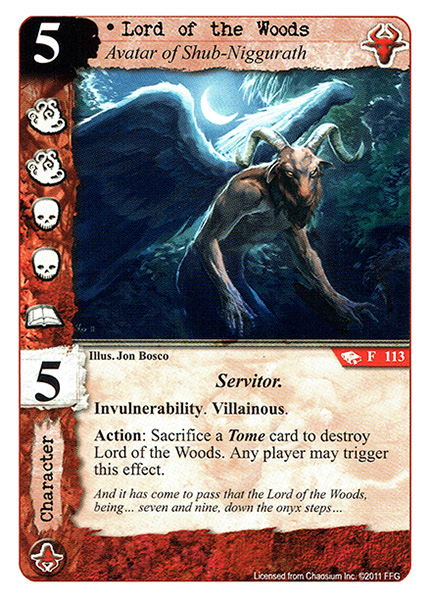 5
• Lord of the Woods
Avatar of Shub-Niggurath
Illus. Jon Bosco
F 113
5
Servitor.
Invulnerability. Villainous.
Action: Sacrifice a Tome card to destroy
Lord of the Woods. Any player may trigger
this effect.
And it has come to pass that the Lord of the Woods,
being... seven and nine, down the onyx steps...
Character
Licensed from Chaosium Inc. ©2011 FFG